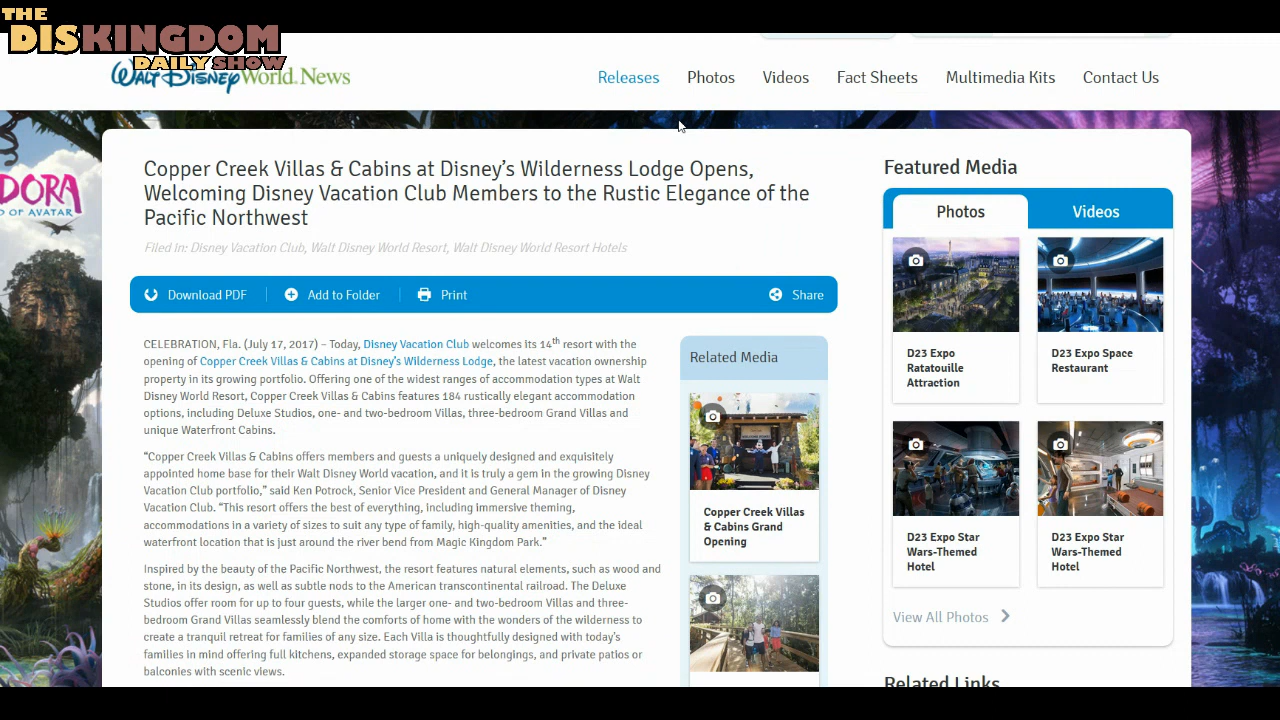 THE
DISKINGDOM
DAILY SHOW
Walt Disney World. News
Releases
Photos
Videos
Fact Sheets
Multimedia Kits
Contact Us
DORA
D OF AVATAR
Copper Creek Villas & Cabins at Disney’s Wilderness Lodge Opens,
Welcoming Disney Vacation Club Members to the Rustic Elegance of the
Pacific Northwest
Filed in: Disney Vacation Club, Walt Disney World Resort, Walt Disney World Resort Hotels
Download PDF
Add to Folder
Print
Share
CELEBRATION, Fla. (July 17, 2017) – Today, Disney Vacation Club welcomes its 14th resort with the
opening of Copper Creek Villas & Cabins at Disney’s Wilderness Lodge, the latest vacation ownership
property in its growing portfolio. Offering one of the widest ranges of accommodation types at Walt
Disney World Resort, Copper Creek Villas & Cabins features 184 rustically elegant accommodation
options, including Deluxe Studios, one- and two-bedroom Villas, three-bedroom Grand Villas and
unique Waterfront Cabins.
“Copper Creek Villas & Cabins offers members and guests a uniquely designed and exquisitely
appointed home base for their Walt Disney World vacation, and it is truly a gem in the growing Disney
Vacation Club portfolio,” said Ken Potrock, Senior Vice President and General Manager of Disney
Vacation Club. “This resort offers the best of everything, including immersive theming,
accommodations in a variety of sizes to suit any type of family, high-quality amenities, and the ideal
waterfront location that is just around the river bend from Magic Kingdom Park.”
Inspired by the beauty of the Pacific Northwest, the resort features natural elements, such as wood and
stone, in its design, as well as subtle nods to the American transcontinental railroad. The Deluxe
Studios offer room for up to four guests, while the larger one- and two-bedroom Villas and three-
bedroom Grand Villas seamlessly blend the comforts of home with the wonders of the wilderness to
create a tranquil retreat for families of any size. Each Villa is thoughtfully designed with today’s
families in mind offering full kitchens, expanded storage space for belongings, and private patios or
balconies with scenic views.
Related Media
Copper Creek Villas
& Cabins Grand
Opening
Featured Media
Photos
Videos
D23 Expo
Ratatouille
Attraction
D23 Expo Space
Restaurant
D23 Expo Star
Wars-Themed
Hotel
D23 Expo Star
Wars-Themed
Hotel
View All Photos
Related Links